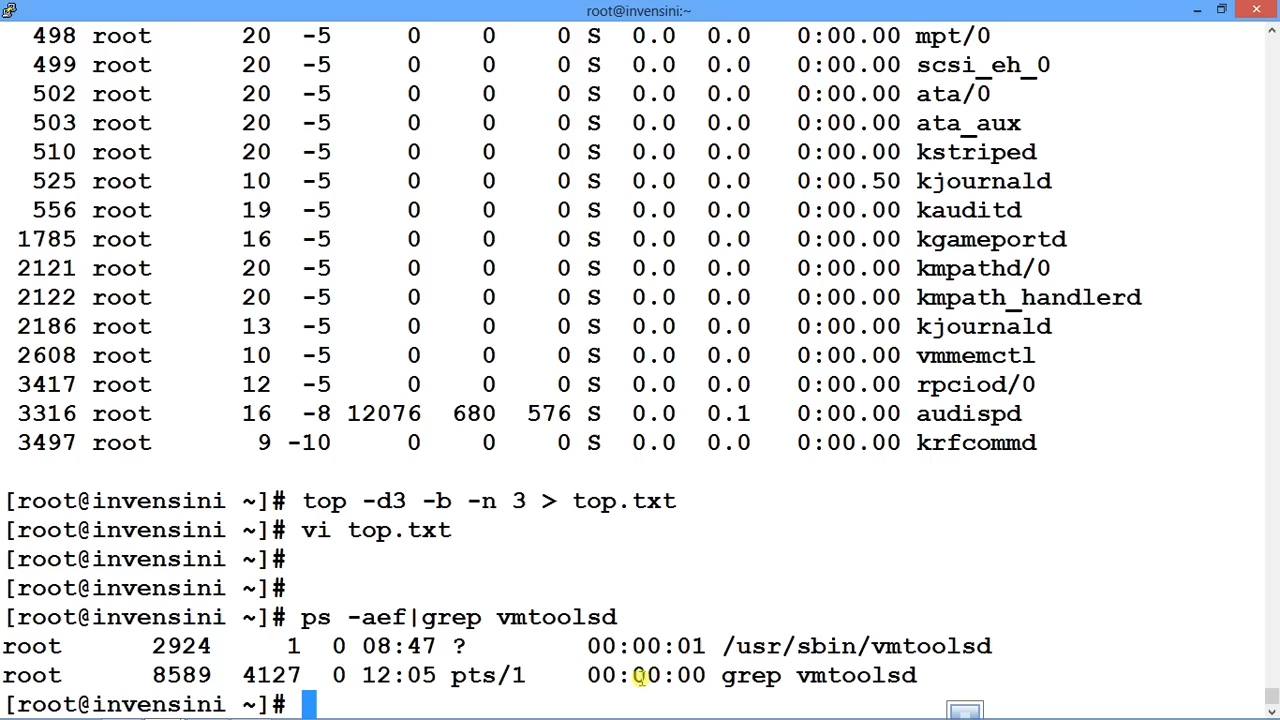 root@invensini:~
498 root 20 -5 0 0 0 S 0.0 0.0 0:00.00 mpt/0
499 root 20 -5 0 0 0 S 0.0 0.0 0:00.00 scsi_eh_0
502 root 20 -5 0 0 0 S 0.0 0.0 0:00.00 ata/0
503 root 20 -5 0 0 0 S 0.0 0.0 0:00.00 ata_aux
510 root 20 -5 0 0 0 S 0.0 0.0 0:00.00 kstriped
525 root 10 -5 0 0 0 S 0.0 0.0 0:00.50 kjournald
556 root 19 -5 0 0 0 S 0.0 0.0 0:00.00 kauditd
1785 root 16 -5 0 0 0 S 0.0 0.0 0:00.00 kgameportd
2121 root 20 -5 0 0 0 S 0.0 0.0 0:00.00 kmpathd/0
2122 root 20 -5 0 0 0 S 0.0 0.0 0:00.00 kmpath_handlerd
2186 root 13 -5 0 0 0 S 0.0 0.0 0:00.00 kjournald
2608 root 10 -5 0 0 0 S 0.0 0.0 0:00.00 vmmemctl
3417 root 12 -5 0 0 0 S 0.0 0.0 0:00.00 rpciod/0
3316 root 16 -8 12076 680 576 S 0.0 0.1 0:00.00 audispd
3497 root 9 -10 0 0 0 S 0.0 0.0 0:00.00 krfcommd
[root@invensini ~]# top -d3 -b -n 3 > top.txt
[root@invensini ~]# vi top.txt
[root@invensini ~]#
[root@invensini ~]#
[root@invensini ~]# ps -aef|grep vmtoolsd
root 2924 1 0 08:47 ? 00:00:01 /usr/sbin/vmtoolsd
root 8589 4127 0 12:05 pts/1 00:00:00 grep vmtoolsd
[root@invensini ~]#